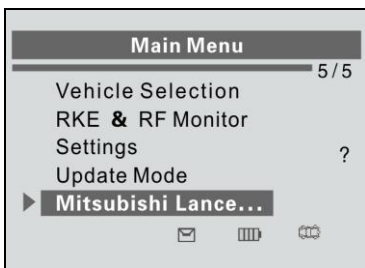 Main Menu
5/5
Vehicle Selection
RKE & RF Monitor
Settings
?
Update Mode
Mitsubishi Lance...